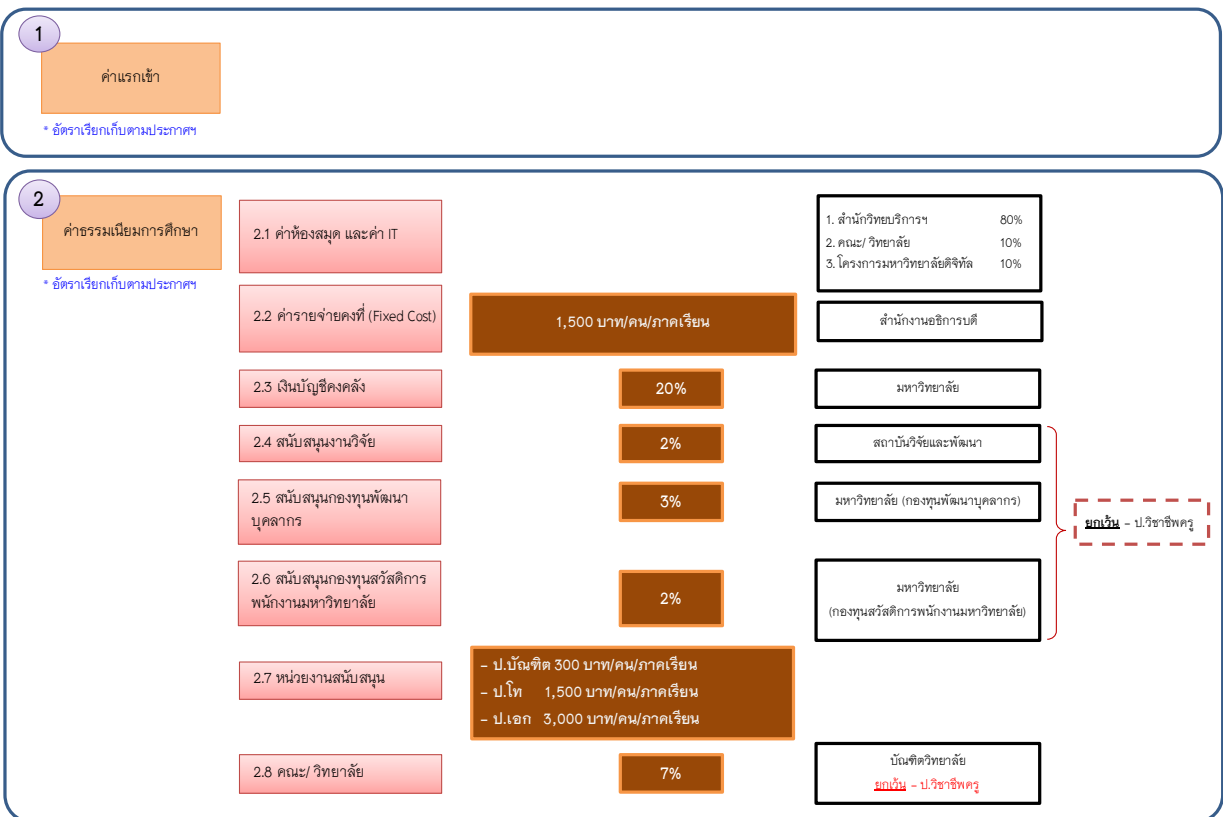 1
ค่าแรกเข้า
* อัตราเรียกเก็บตามประกาศฯ
2
ค่าธรรมเนียมการศึกษา
* อัตราเรียกเก็บตามประกาศฯ
2.1 ค่าห้องสมุด และค่า IT
1. สำนักวิทยบริการฯ 80%
2. คณะ/ วิทยาลัย 10%
3. โครงการมหาวิทยาลัยดิจิทัล 10%
2.2 ค่ารายจ่ายคงที่ (Fixed Cost)
1,500 บาท/คน/ภาคเรียน
สำนักงานอธิการบดี
2.3 เงินบัญชีคงคลัง
20%
มหาวิทยาลัย
2.4 สนับสนุนงานวิจัย
2%
สถาบันวิจัยและพัฒนา
2.5 สนับสนุนกองทุนพัฒนา
บุคลากร
3%
มหาวิทยาลัย (กองทุนพัฒนาบุคลากร)
ยกเว้น – ป.วิชาชีพครู
2.6 สนับสนุนกองทุนสวัสดิการ
พนักงานมหาวิทยาลัย
2%
มหาวิทยาลัย
(กองทุนสวัสดิการพนักงานมหาวิทยาลัย)
2.7 หน่วยงานสนับสนุน
– ป.บัณฑิต 300 บาท/คน/ภาคเรียน
– ป.โท 1,500 บาท/คน/ภาคเรียน
– ป.เอก 3,000 บาท/คน/ภาคเรียน
2.8 คณะ/ วิทยาลัย
7%
บัณฑิตวิทยาลัย
ยกเว้น – ป.วิชาชีพครู